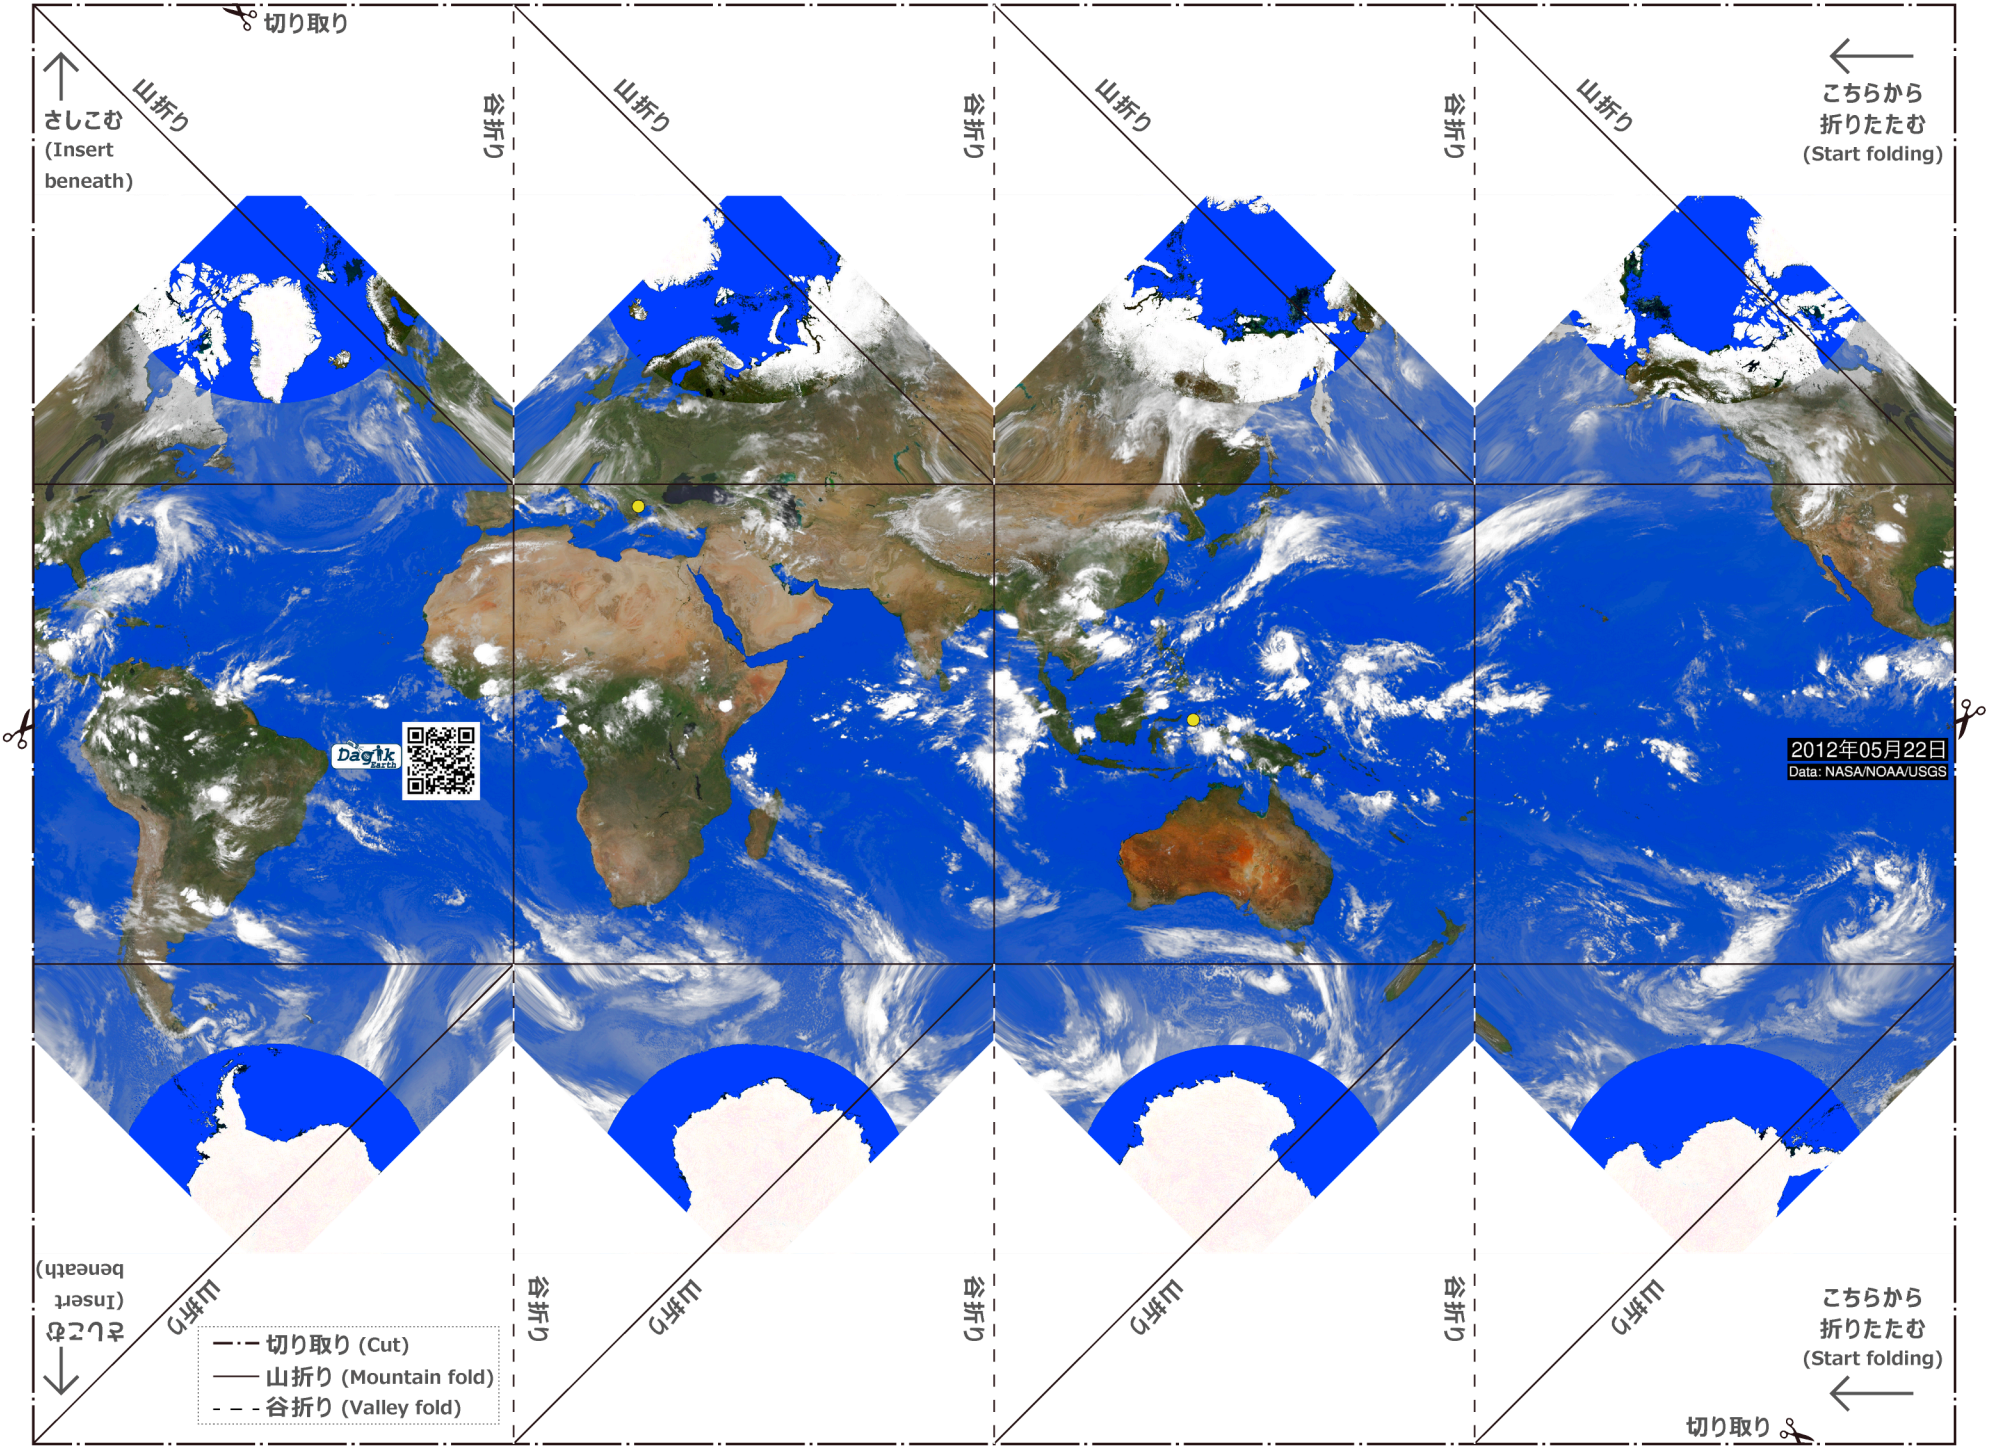 切り取り
山折り
谷折り
山折り
谷折り
山折り
谷折り
山折り
さしこむ
(Insert
beneath)
こちらから
折りたたむ
(Start folding)
Dagik
Earth
2012年05月22日
Data: NASA/NOAA/USGS
さしこむ
(Insert
beneath)
山折り
谷折り
山折り
谷折り
山折り
谷折り
山折り
こちらから
折りたたむ
(Start folding)
切り取り (Cut)
山折り (Mountain fold)
谷折り (Valley fold)
切り取り